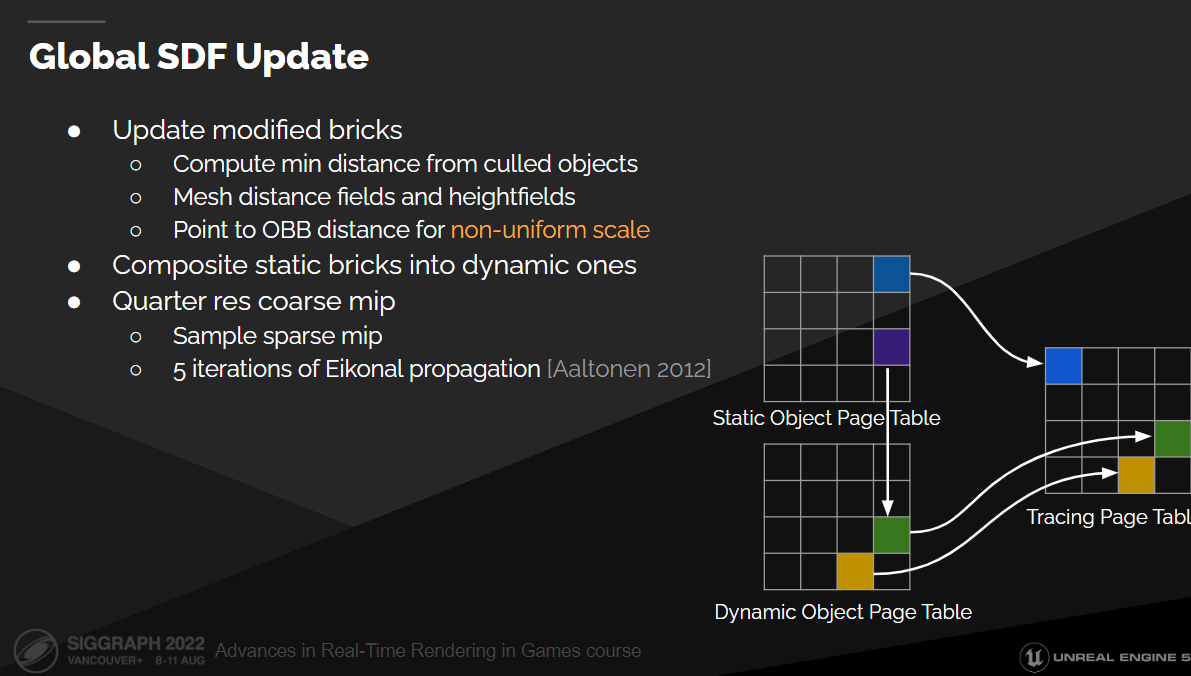 Global SDF Update
● Update modified bricks
○ Compute min distance from culled objects
○ Mesh distance fields and heightfields
○ Point to OBB distance for non-uniform scale
● Composite static bricks into dynamic ones
● Quarter res coarse mip
○ Sample sparse mip
○ 5 iterations of Eikonal propagation [Aaltonen 2012]
Static Object Page Table
Tracing Page Tabl
Dynamic Object Page Table
SIGGRAPH 2022
VANCOUVER+ 8-11 AUG
Advances in Real-Time Rendering in Games course
UNREAL ENGINE 5